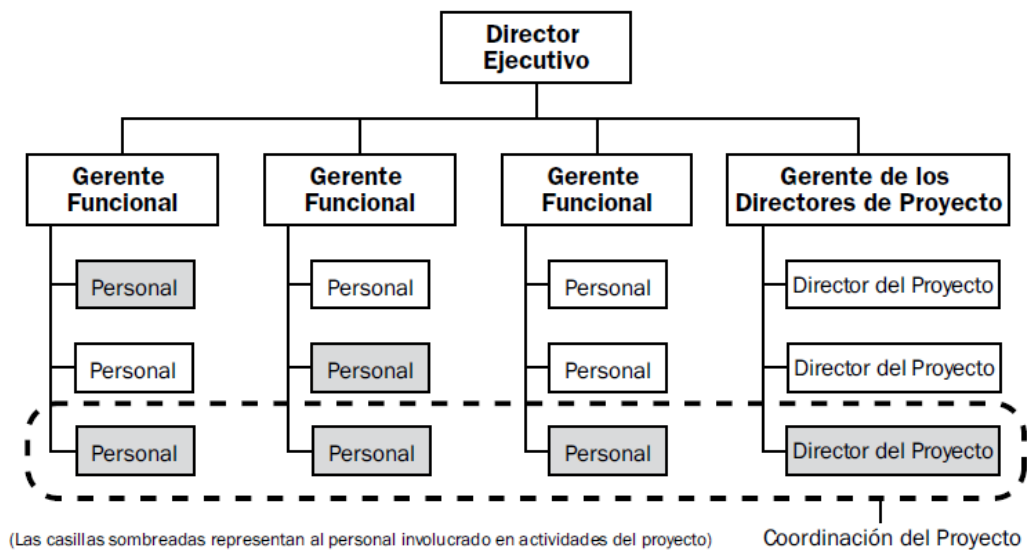 Director
Ejecutivo
Gerente
Funcional
Gerente
Funcional
Gerente
Funcional
Gerente de los
Directores de Proyecto
Personal
Personal
Personal
Director del Proyecto
Personal
Personal
Personal
Director del Proyecto
Personal
Personal
Personal
Director del Proyecto
(Las casillas sombreadas representan al personal involucrado en actividades del proyecto)
Coordinación del Proyecto